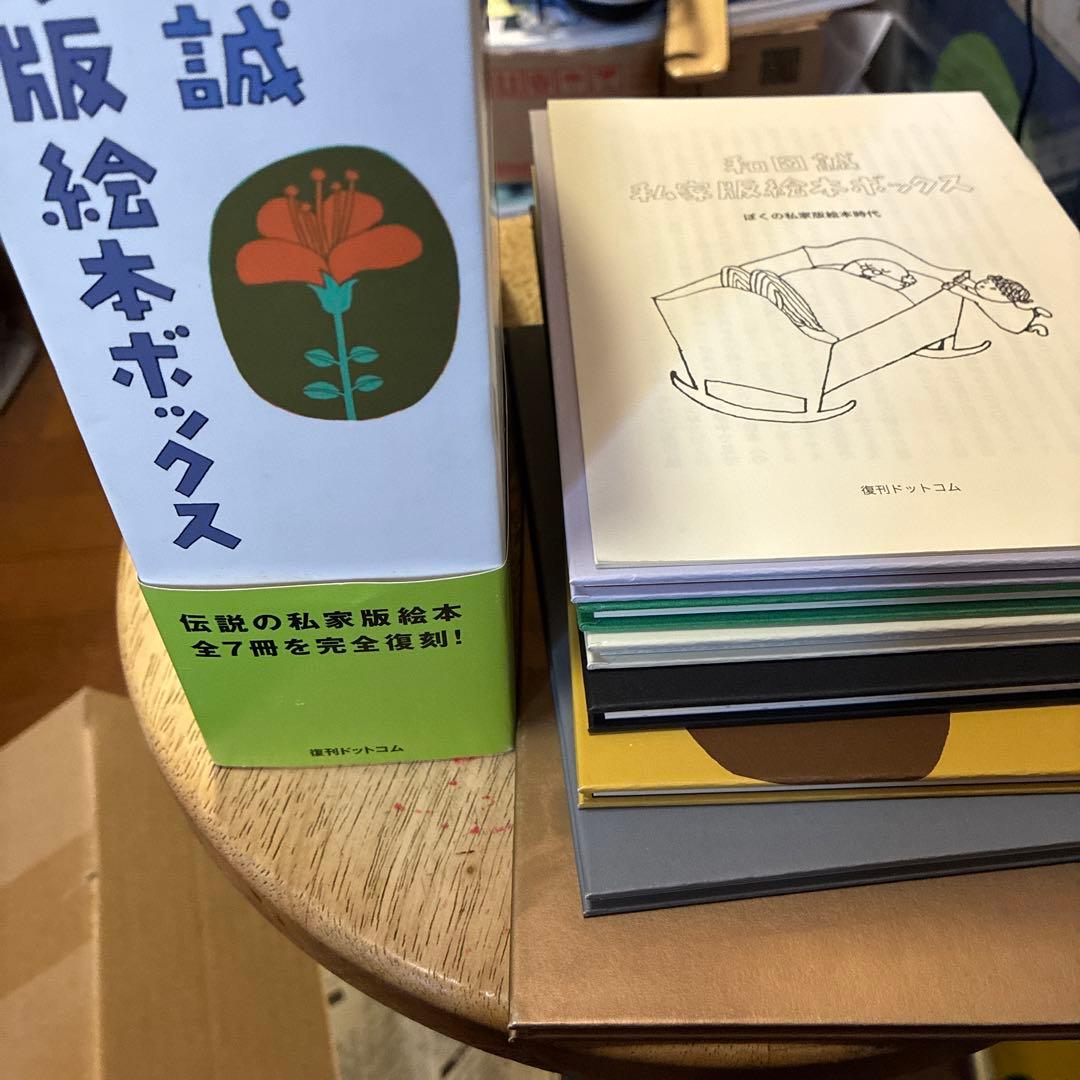 誠
版
絵本ボックス
伝説の私家版絵本
全7冊を完全復刻!
復刊ドットコム
和田誠
私家版絵本ボックス
ぼくの私家版絵本時代
復刊ドットコム